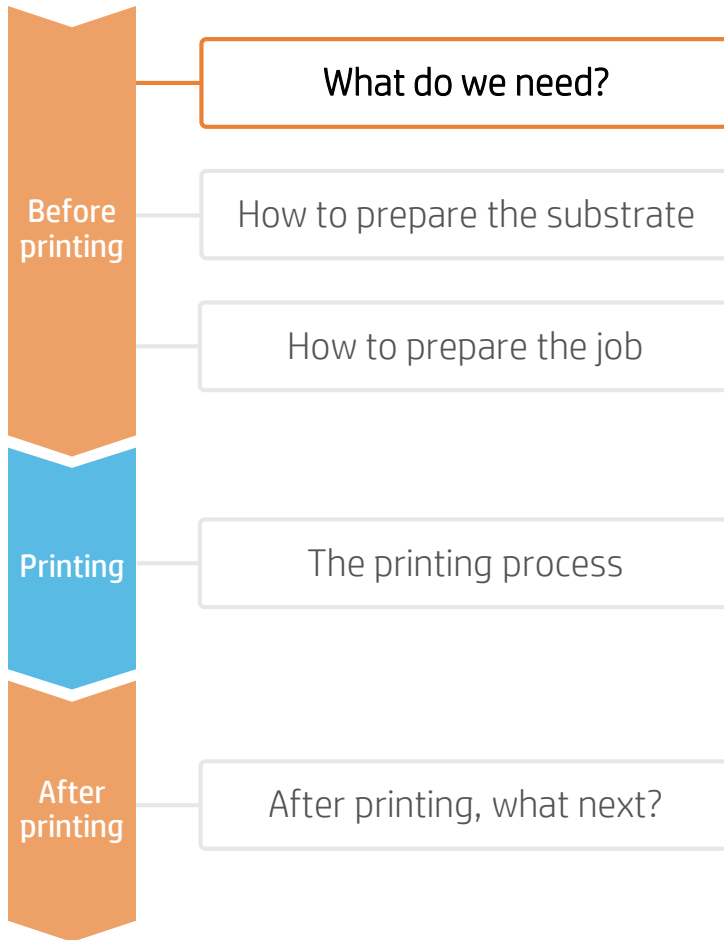 What do we need?
Before
printing
How to prepare the substrate
How to prepare the job
Printing
The printing process
After
printing
After printing, what next?